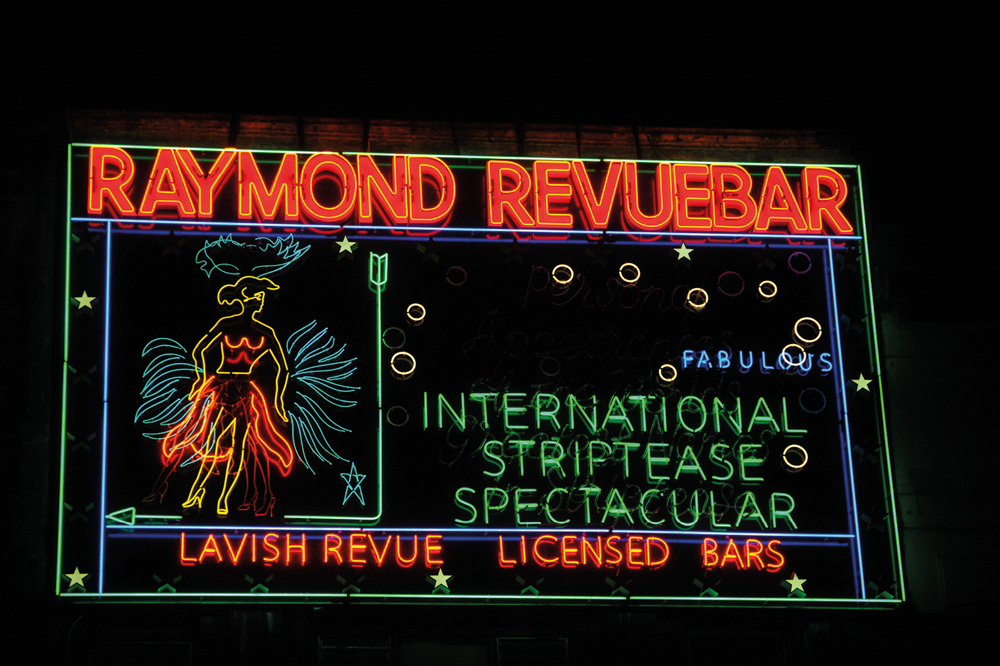 RAYMOND REVUEBAR
FABULOUS
INTERNATIONAL
STRIPTEASE
SPECTACULAR
LAVISH REVUE LICENSED BARS